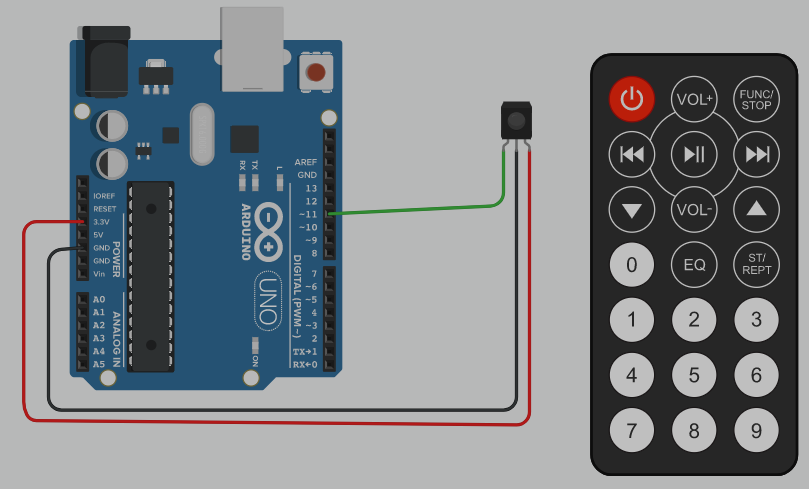 IOREF
RESET
3.3V
5V
GND
GND
Vin
POWER
A0
A1
A2
A3
A4
A5
ANALOG IN
RX
TX
L
ARDUINO
UNO
ON
AREF
GND
13
12
~11
~10
~9
8
7
~6
~5
4
~3
2
TX→1
RX←0
DIGITAL (PWM~)
VOL+
FUNC/
STOP
VOL-
0
EQ
ST/
REPT
1
2
3
4
5
6
7
8
9